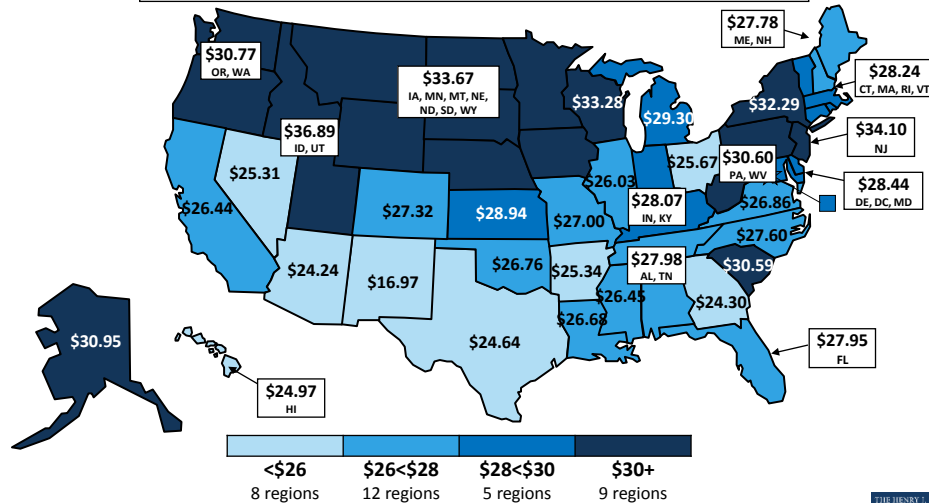 $27.78
ME, NH
$30.77
OR, WA
$33.67
IA, MN, MT, NE,
ND, SD, WY
$28.24
CT, MA, RI, VT
$33.28
$32.29
$29.30
$36.89
ID, UT
$34.10
NJ
$25.31
$25.67
$30.60
PA, WV
$26.03
$28.44
DE, DC, MD
$26.44
$27.32
$28.94
$27.00
$28.07
IN, KY
$26.86
$27.60
$24.24
$16.97
$26.76
$25.34
$27.98
AL, TN
$30.59
$26.45
$24.30
$26.68
$30.95
$24.64
$27.95
FL
$24.97
HI
<$26
$26<$28
$28<$30
$30+
8 regions
12 regions
5 regions
9 regions
THE HENRY J.